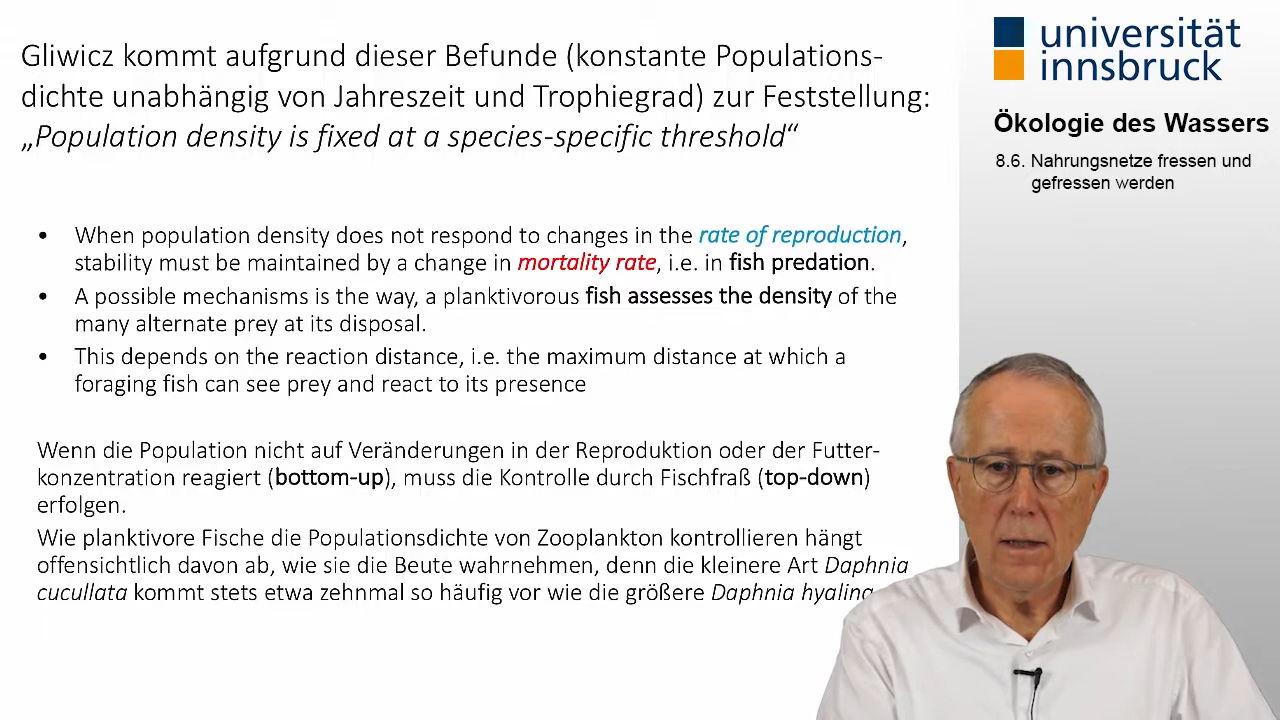 Gliwicz kommt aufgrund dieser Befunde (konstante Populations-
dichte unabhängig von Jahreszeit und Trophiegrad) zur Feststellung:
„Population density is fixed at a species-specific threshold“
• When population density does not respond to changes in the rate of reproduction,
stability must be maintained by a change in mortality rate, i.e. in fish predation.
• A possible mechanisms is the way, a planktivorous fish assesses the density of the
many alternate prey at its disposal.
• This depends on the reaction distance, i.e. the maximum distance at which a
foraging fish can see prey and react to its presence
Wenn die Population nicht auf Veränderungen in der Reproduktion oder der Futter-
konzentration reagiert (bottom-up), muss die Kontrolle durch Fischfraß (top-down)
erfolgen.
Wie planktivore Fische die Populationsdichte von Zooplankton kontrollieren hängt
offensichtlich davon ab, wie sie die Beute wahrnehmen, denn die kleinere Art Daphnia
cucullata kommt stets etwa zehnmal so häufig vor wie die größere Daphnia hyalina
universität
innsbruck
Ökologie des Wassers
8.6. Nahrungsnetze fressen und
gefressen werden